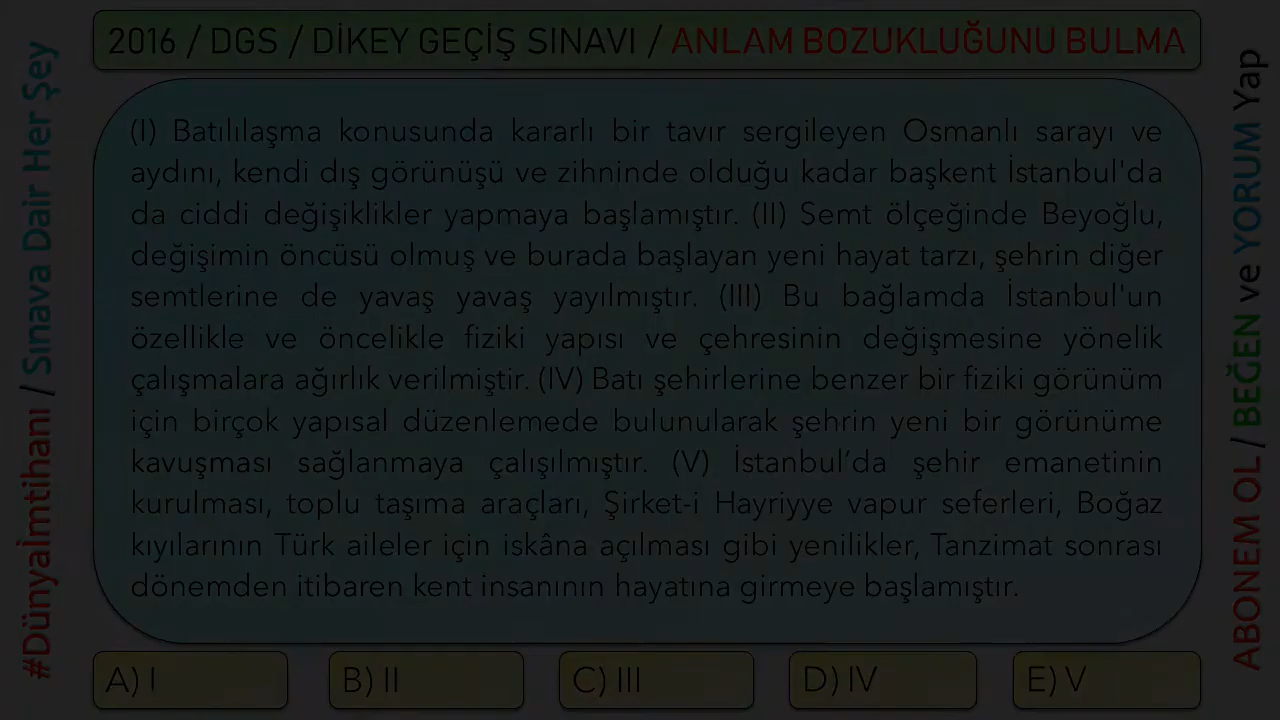 2016 / DGS / DİKEY GEÇİŞ SINAVI / ANLAM BOZUKLUĞUNU BULMA
#Dünyaİmtihanı / Sınava Dair Her Şey
(I) Batılılaşma konusunda kararlı bir tavır sergileyen Osmanlı sarayı ve
aydını, kendi dış görünüşü ve zihninde olduğu kadar başkent İstanbul'da
da ciddi değişiklikler yapmaya başlamıştır. (II) Semt ölçeğinde Beyoğlu,
değişimin öncüsü olmuş ve burada başlayan yeni hayat tarzı, şehrin diğer
semtlerine de yavaş yavaş yayılmıştır. (III) Bu bağlamda İstanbul'un
özellikle ve öncelikle fiziki yapısı ve çehresinin değişmesine yönelik
çalışmalara ağırlık verilmiştir. (IV) Batı şehirlerine benzer bir fiziki görünüm
için birçok yapısal düzenlemede bulunularak şehrin yeni bir görünüme
kavuşması sağlanmaya çalışılmıştır. (V) İstanbul’da şehir emanetinin
kurulması, toplu taşıma araçları, Şirket-i Hayriyye vapur seferleri, Boğaz
kıyılarının Türk aileler için iskâna açılması gibi yenilikler, Tanzimat sonrası
dönemden itibaren kent insanının hayatına girmeye başlamıştır.
A) I
B) II
C) III
D) IV
E) V
ABONEM OL / BEĞEN ve YORUM Yap